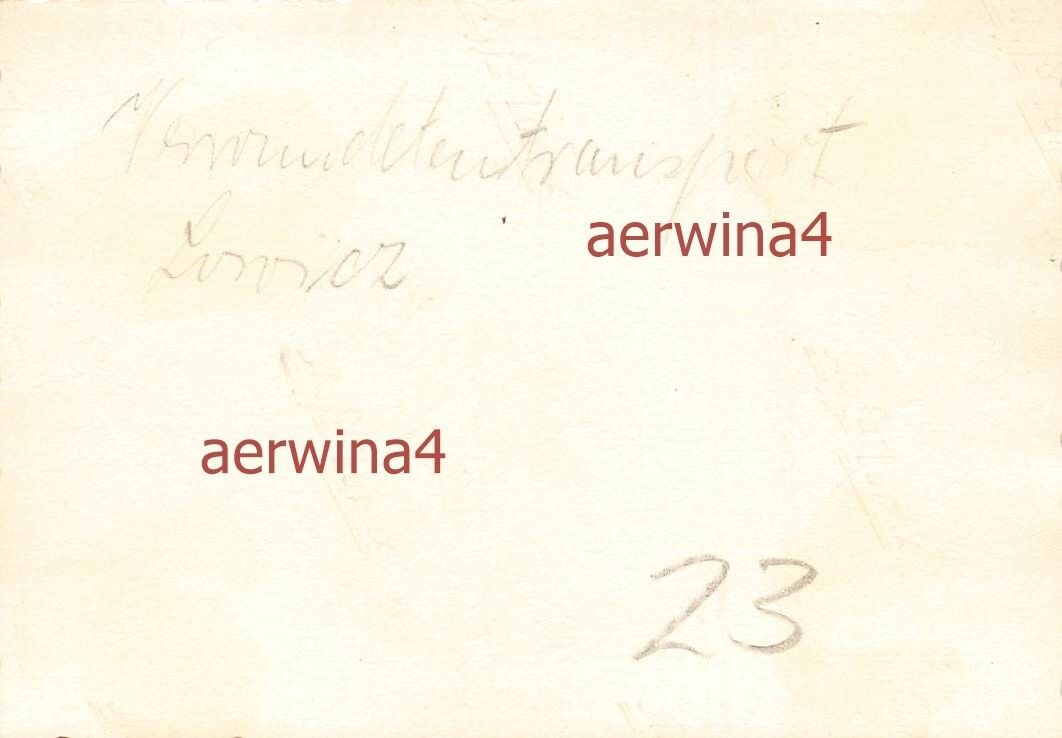 Verwundetentransport
Lowicz
aerwina4
aerwina4
23